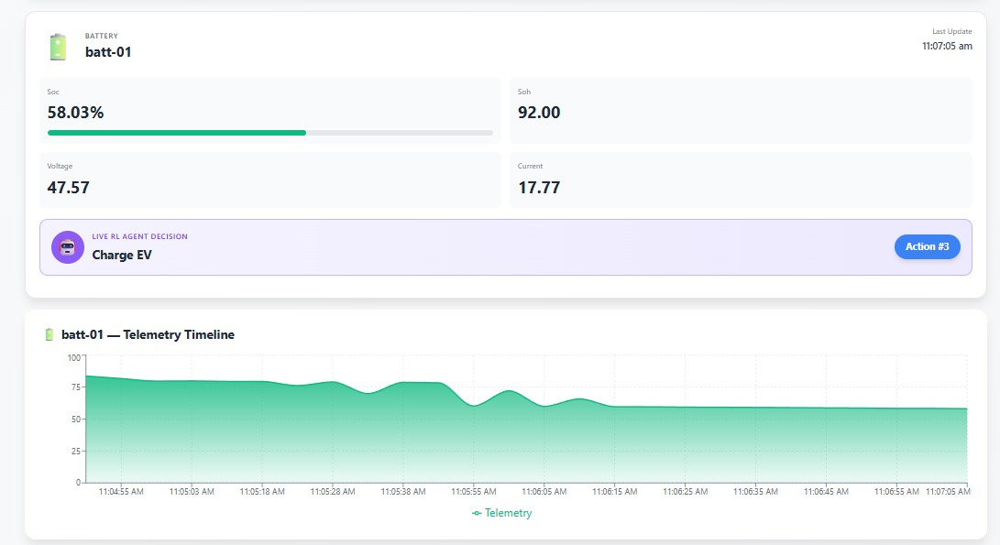 BATTERY
batt-01
Last Update
11:07:05 am
Soc
58.03%
Soh
92.00
Voltage
47.57
Current
17.77
LIVE RL AGENT DECISION
Charge EV
Action #3
batt-01 — Telemetry Timeline
100
75
50
25
0
11:04:55 AM 11:05:03 AM 11:05:18 AM 11:05:28 AM 11:05:38 AM 11:05:55 AM 11:06:05 AM 11:06:15 AM 11:06:25 AM 11:06:35 AM 11:06:45 AM 11:06:55 AM 11:07:05 AM
Telemetry